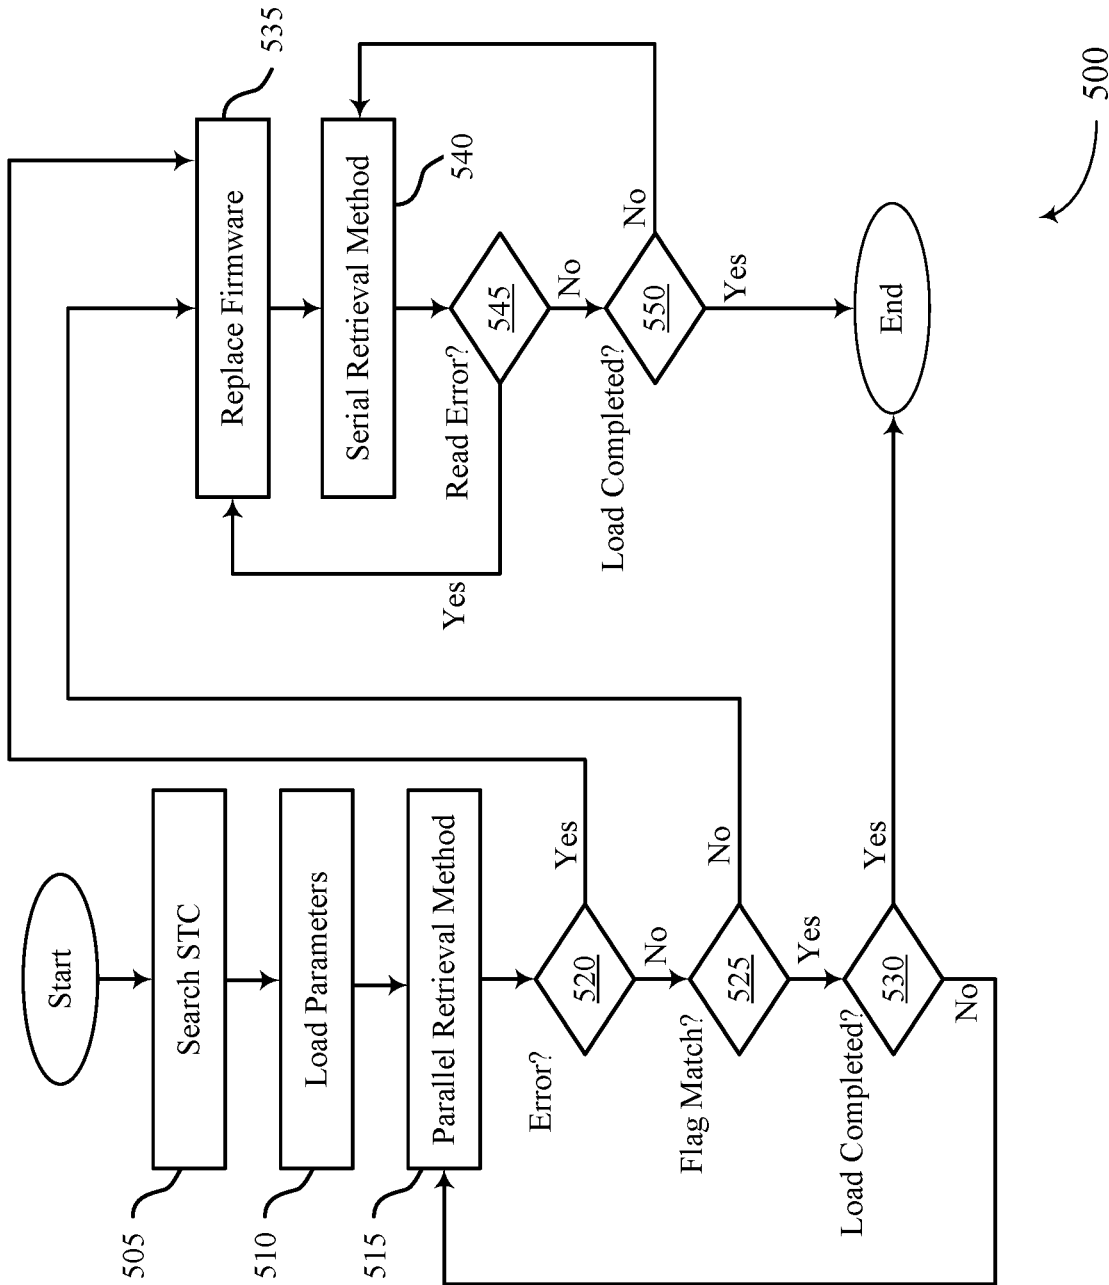 Start
Search STC
505
Load Parameters
510
Parallel Retrieval Method
515
Error?
520
Yes
No
Flag Match?
525
No
Yes
Load Completed?
530
Yes
No
Replace Firmware
535
Serial Retrieval Method
540
Read Error?
545
Yes
No
Load Completed?
550
No
Yes
End
500